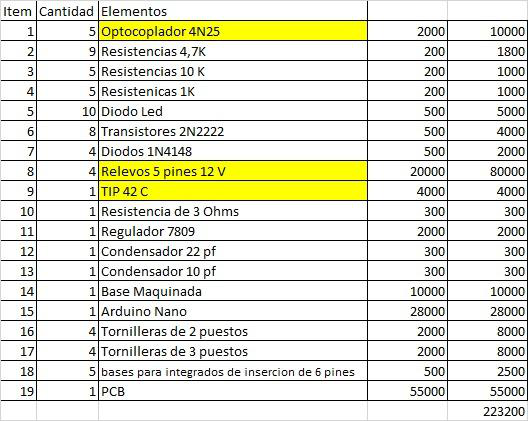 Item Cantidad Elementos
1 5 Optocoplador 4N25 2000 10000
2 9 Resistencias 4,7K 200 1800
3 5 Resistencias 10 K 200 1000
4 5 Resistenicas 1K 200 1000
5 10 Diodo Led 500 5000
6 8 Transistores 2N2222 500 4000
7 4 Diodos 1N4148 500 2000
8 4 Relevos 5 pines 12 V 20000 80000
9 1 TIP 42 C 4000 4000
10 1 Resistencia de 3 Ohms 300 300
11 1 Regulador 7809 2000 2000
12 1 Condensador 22 pf 300 300
13 1 Condensador 10 pf 300 300
14 1 Base Maquinada 10000 10000
15 1 Arduino Nano 28000 28000
16 4 Tornilleras de 2 puestos 2000 8000
17 4 Tornilleras de 3 puestos 2000 8000
18 5 bases para integrados de insercion de 6 pines 500 2500
19 1 PCB 55000 55000
223200